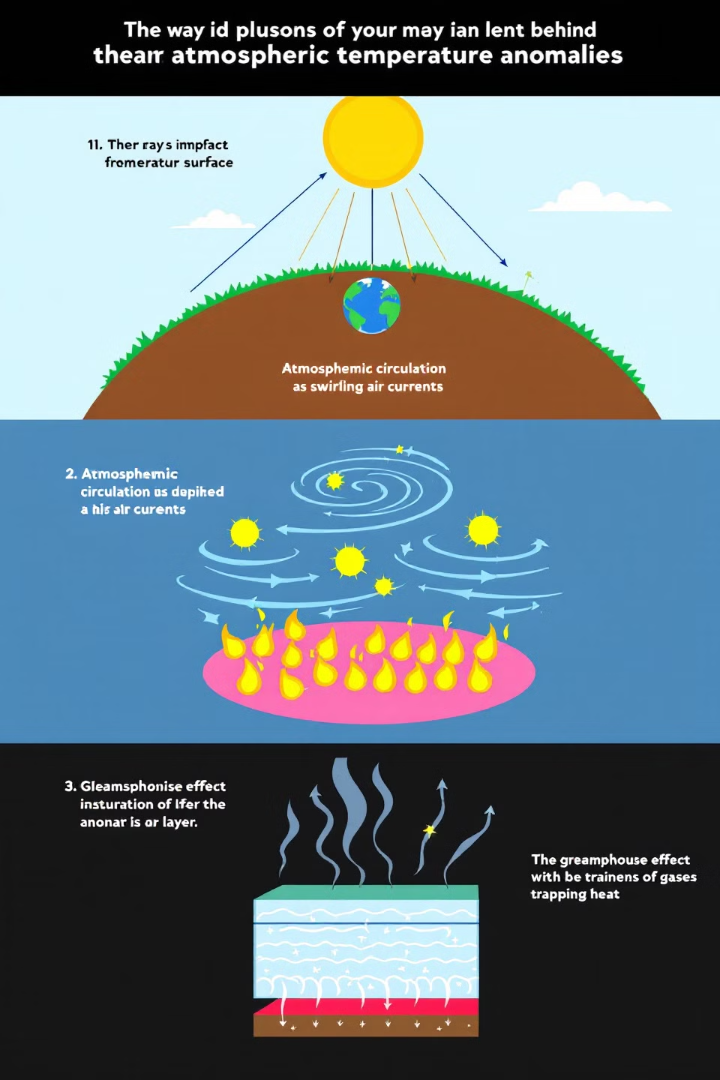 The way id plusons of your may ian lent behind
thearr atmospheric temperature anomalies
11. Ther rays impfact
fromeratur surface
Atmosphemic circulation
as swirling air currents
2. Atmosphemic
circulation as depihed
a his air curents
3. Gleamsphonise effect
insturation of lfer the
anonar is or layer.
The greamphouse effect
with be trainens of gases
trapping heat